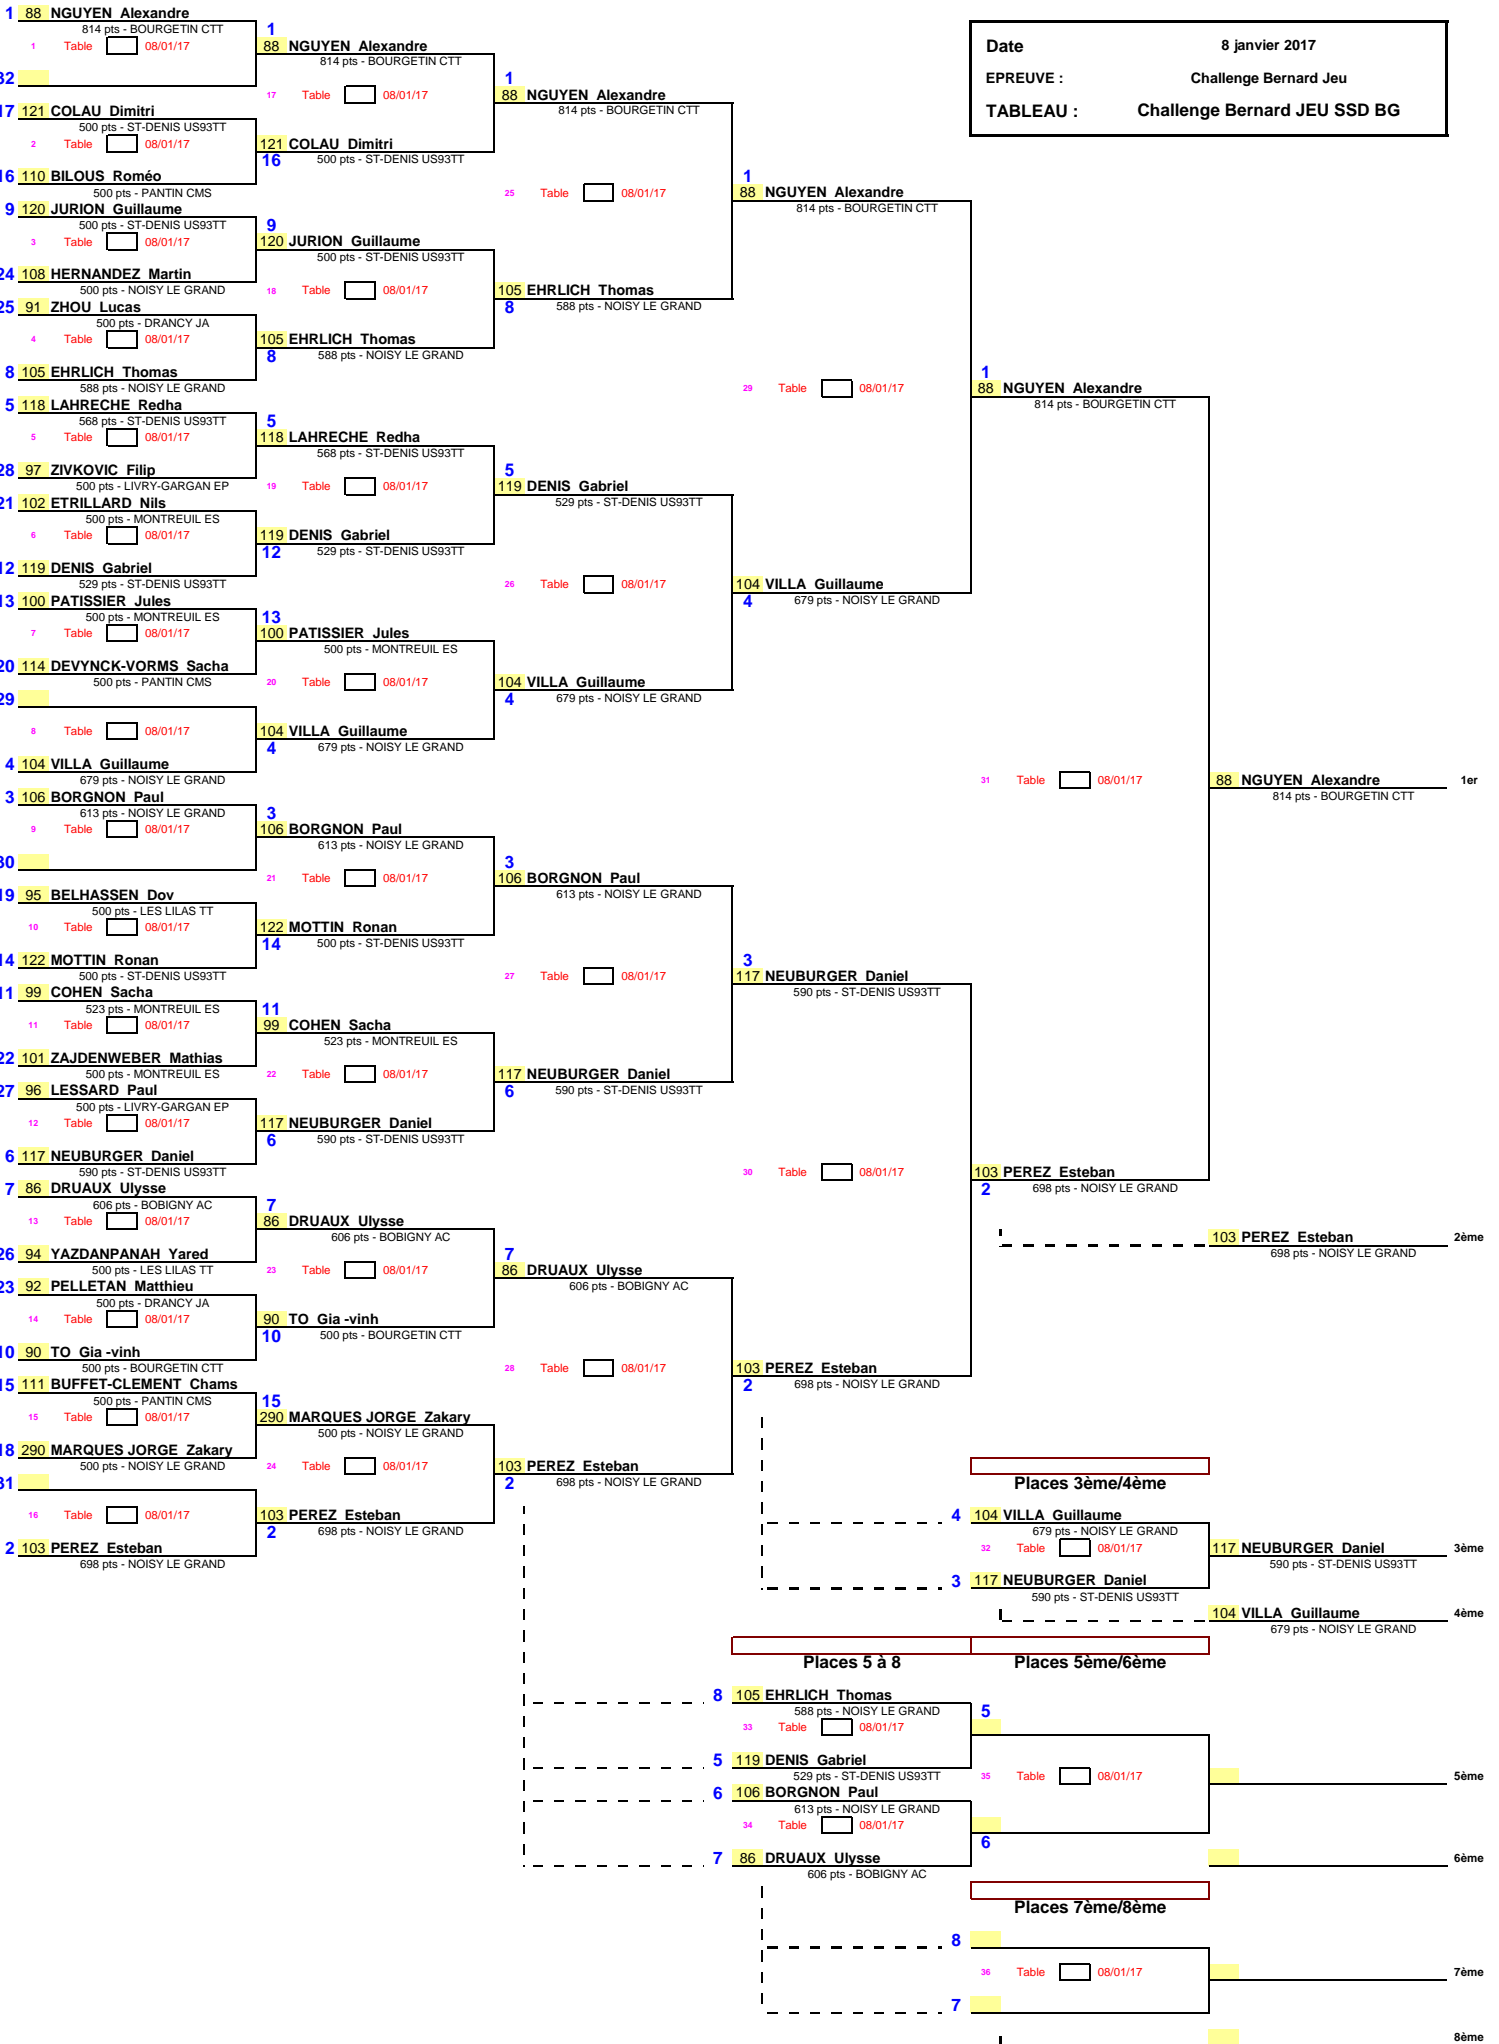 Date 8 janvier 2017
EPREUVE : Challenge Bernard Jeu
TABLEAU : Challenge Bernard JEU SSD BG
1 88 NGUYEN Alexandre
814 pts - BOURGETIN CTT
1 Table 08/01/17
32
17 121 COLAU Dimitri
500 pts - ST-DENIS US93TT
2 Table 08/01/17
16 110 BILOUS Roméo
500 pts - PANTIN CMS
9 120 JURION Guillaume
500 pts - ST-DENIS US93TT
3 Table 08/01/17
24 108 HERNANDEZ Martin
500 pts - NOISY LE GRAND
25 91 ZHOU Lucas
500 pts - DRANCY JA
4 Table 08/01/17
8 105 EHRLICH Thomas
588 pts - NOISY LE GRAND
5 118 LAHRECHE Redha
568 pts - ST-DENIS US93TT
5 Table 08/01/17
28 97 ZIVKOVIC Filip
500 pts - LIVRY-GARGAN EP
21 102 ETRILLARD Nils
500 pts - MONTREUIL ES
6 Table 08/01/17
12 119 DENIS Gabriel
529 pts - ST-DENIS US93TT
13 100 PATISSIER Jules
500 pts - MONTREUIL ES
7 Table 08/01/17
20 114 DEVYNCK-VORMS Sacha
500 pts - PANTIN CMS
29
8 Table 08/01/17
4 104 VILLA Guillaume
679 pts - NOISY LE GRAND
3 106 BORGNON Paul
613 pts - NOISY LE GRAND
9 Table 08/01/17
30
19 95 BELHASSEN Dov
500 pts - LES LILAS TT
10 Table 08/01/17
14 122 MOTTIN Ronan
500 pts - ST-DENIS US93TT
11 99 COHEN Sacha
523 pts - MONTREUIL ES
11 Table 08/01/17
22 101 ZAJDENWEBER Mathias
500 pts - MONTREUIL ES
27 96 LESSARD Paul
500 pts - LIVRY-GARGAN EP
12 Table 08/01/17
6 117 NEUBURGER Daniel
590 pts - ST-DENIS US93TT
7 86 DRUAUX Ulysse
606 pts - BOBIGNY AC
13 Table 08/01/17
26 94 YAZDANPANAH Yared
500 pts - LES LILAS TT
23 92 PELLETAN Matthieu
500 pts - DRANCY JA
14 Table 08/01/17
10 90 TO Gia -vinh
500 pts - BOURGETIN CTT
15 111 BUFFET-CLEMENT Chams
500 pts - PANTIN CMS
15 Table 08/01/17
18 290 MARQUES JORGE Zakary
500 pts - NOISY LE GRAND
31
16 Table 08/01/17
2 103 PEREZ Esteban
698 pts - NOISY LE GRAND
1
88 NGUYEN Alexandre
814 pts - BOURGETIN CTT
17 Table 08/01/17
121 COLAU Dimitri
16 500 pts - ST-DENIS US93TT
9
120 JURION Guillaume
500 pts - ST-DENIS US93TT
18 Table 08/01/17
105 EHRLICH Thomas
8 588 pts - NOISY LE GRAND
5
118 LAHRECHE Redha
568 pts - ST-DENIS US93TT
19 Table 08/01/17
119 DENIS Gabriel
12 529 pts - ST-DENIS US93TT
13
100 PATISSIER Jules
500 pts - MONTREUIL ES
20 Table 08/01/17
104 VILLA Guillaume
4 679 pts - NOISY LE GRAND
3
106 BORGNON Paul
613 pts - NOISY LE GRAND
21 Table 08/01/17
122 MOTTIN Ronan
14 500 pts - ST-DENIS US93TT
11
99 COHEN Sacha
523 pts - MONTREUIL ES
22 Table 08/01/17
117 NEUBURGER Daniel
6 590 pts - ST-DENIS US93TT
7
86 DRUAUX Ulysse
606 pts - BOBIGNY AC
23 Table 08/01/17
90 TO Gia -vinh
10 500 pts - BOURGETIN CTT
15
290 MARQUES JORGE Zakary
500 pts - NOISY LE GRAND
24 Table 08/01/17
103 PEREZ Esteban
2 698 pts - NOISY LE GRAND
1
88 NGUYEN Alexandre
814 pts - BOURGETIN CTT
25 Table 08/01/17
105 EHRLICH Thomas
8 588 pts - NOISY LE GRAND
5
119 DENIS Gabriel
529 pts - ST-DENIS US93TT
26 Table 08/01/17
104 VILLA Guillaume
4 679 pts - NOISY LE GRAND
3
106 BORGNON Paul
613 pts - NOISY LE GRAND
27 Table 08/01/17
117 NEUBURGER Daniel
6 590 pts - ST-DENIS US93TT
7
86 DRUAUX Ulysse
606 pts - BOBIGNY AC
28 Table 08/01/17
103 PEREZ Esteban
2 698 pts - NOISY LE GRAND
1
88 NGUYEN Alexandre
814 pts - BOURGETIN CTT
29 Table 08/01/17
104 VILLA Guillaume
4 679 pts - NOISY LE GRAND
3
117 NEUBURGER Daniel
590 pts - ST-DENIS US93TT
30 Table 08/01/17
103 PEREZ Esteban
2 698 pts - NOISY LE GRAND
1
88 NGUYEN Alexandre
814 pts - BOURGETIN CTT
31 Table 08/01/17
103 PEREZ Esteban
2 698 pts - NOISY LE GRAND
88 NGUYEN Alexandre 1er
814 pts - BOURGETIN CTT
103 PEREZ Esteban 2ème
698 pts - NOISY LE GRAND
Places 3ème/4ème
4 104 VILLA Guillaume
679 pts - NOISY LE GRAND
32 Table 08/01/17
3 117 NEUBURGER Daniel
590 pts - ST-DENIS US93TT
117 NEUBURGER Daniel 3ème
590 pts - ST-DENIS US93TT
104 VILLA Guillaume 4ème
679 pts - NOISY LE GRAND
Places 5 à 8
Places 5ème/6ème
8 105 EHRLICH Thomas
588 pts - NOISY LE GRAND
33 Table 08/01/17
5 119 DENIS Gabriel
529 pts - ST-DENIS US93TT
6 106 BORGNON Paul
613 pts - NOISY LE GRAND
34 Table 08/01/17
7 86 DRUAUX Ulysse
606 pts - BOBIGNY AC
5
35 Table 08/01/17
6
5ème
6ème
Places 7ème/8ème
8
36 Table 08/01/17
7
7ème
8ème